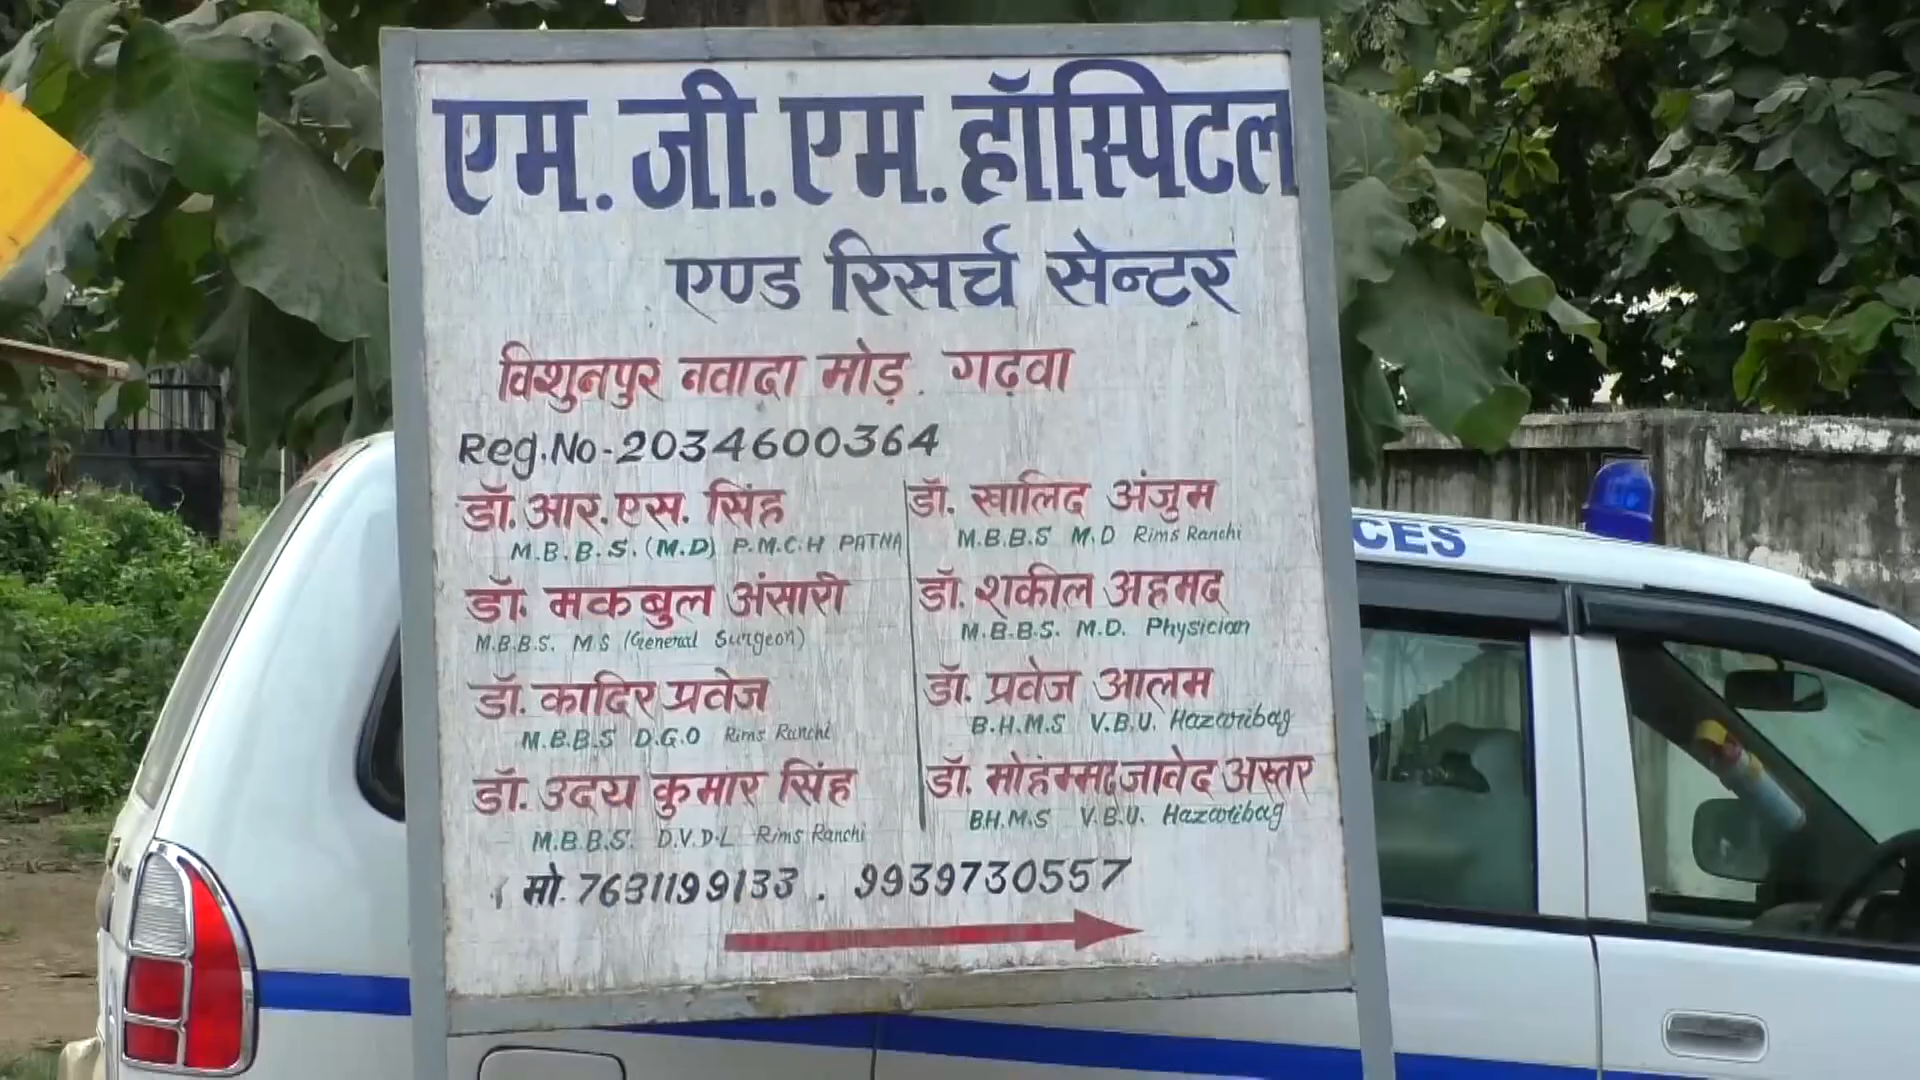 एम. जी. एम. हॉस्पिटल
एण्ड रिसर्च सेन्टर
विशुनपुर नवादा मोड़. गढ़वा
Reg.No-2034600364
डॉ. आर. एस. सिंह
M.B.B.S. (M.D) P.M.C.H PATNA
डॉ. मकबुल अंसारी
M.B.B.S. M S (General Surgeon)
डॉ. कादिर प्रवेज
M.B.B.S D.G.O Rims Ranchi
डॉ. उदय कुमार सिंह
M.B.B.S. D.V.D.L Rims Ranchi
डॉ. खालिद अंजुम
M.B.B.S M.D Rims Ranchi
डॉ. शकील अहमद
M.B.B.S. M.D. Physician
डॉ. प्रवेज आलम
B.H.M.S V.B.U. Hazaribag
डॉ. मोहम्मद जावेद अख्तर
B.H.M.S V.B.U. Hazaribag
मो. 7631199133 . 9939730557
CES